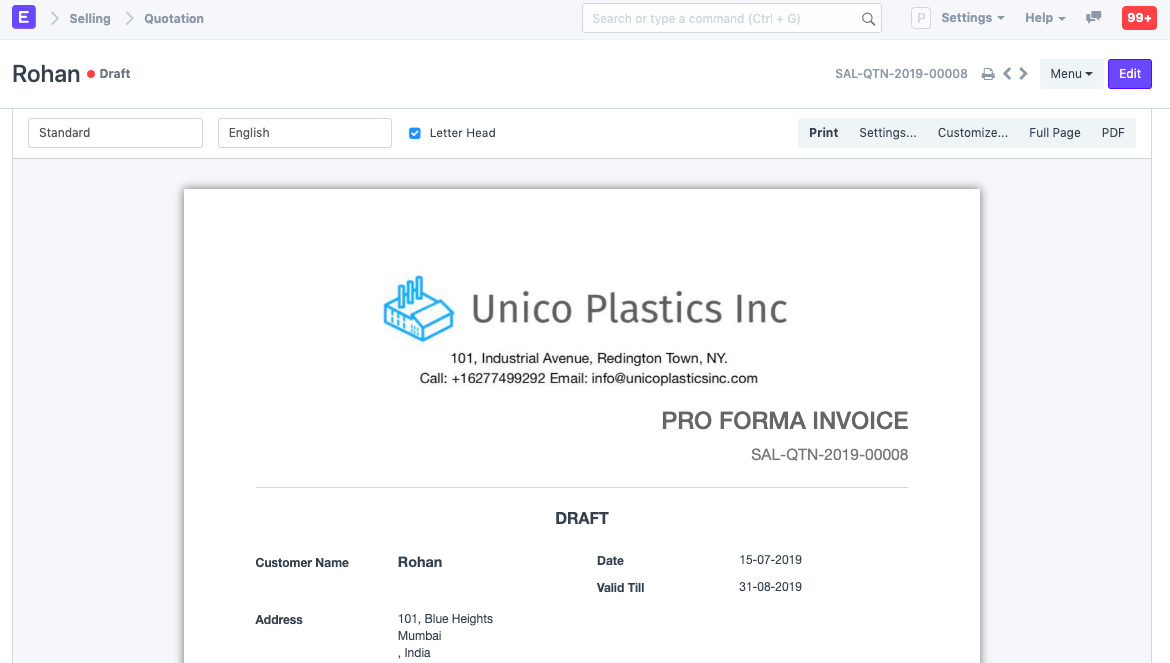 E Selling Quotation Search or type a command (Ctrl + G) P Settings Help 99+
Rohan Draft SAL-QTN-2019-00008 Menu Edit
Standard English Letter Head Print Settings... Customize... Full Page PDF
Unico Plastics Inc
101, Industrial Avenue, Redington Town, NY.
Call: +16277499292 Email: info@unicoplasticsinc.com
PRO FORMA INVOICE
SAL-QTN-2019-00008
DRAFT
Customer Name Rohan Date 15-07-2019
Valid Till 31-08-2019
Address 101, Blue Heights
Mumbai
, India